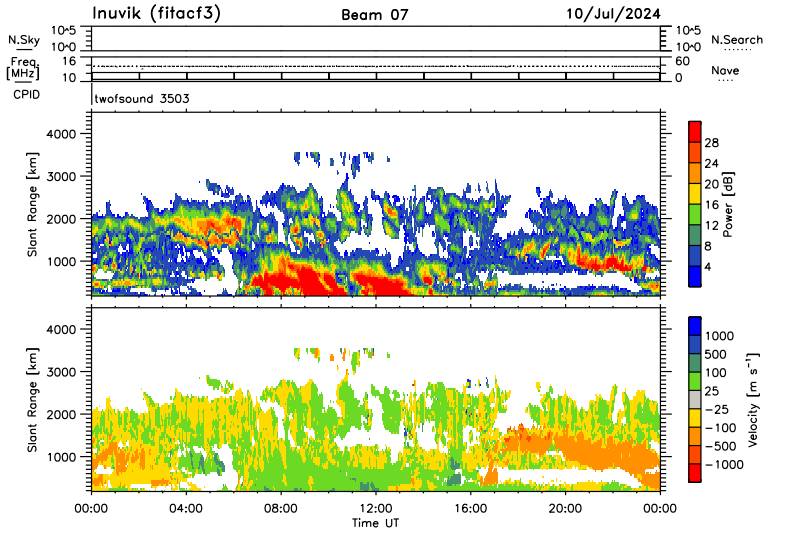 Inuvik (fitacf3) Beam 07 10/Jul/2024
N.Sky 10^5 10^0 10^5 10^0 N.Search
Freq. [MHz] 16 10 60 0 Nave
CPID twofsound 3503
Slant Range [km] 4000 3000 2000 1000
Power [dB] 28 24 20 16 12 8 4
Slant Range [km] 4000 3000 2000 1000
Velocity [m s^-1] 1000 500 100 25 -25 -100 -500 -1000
00:00 04:00 08:00 12:00 16:00 20:00 00:00
Time UT